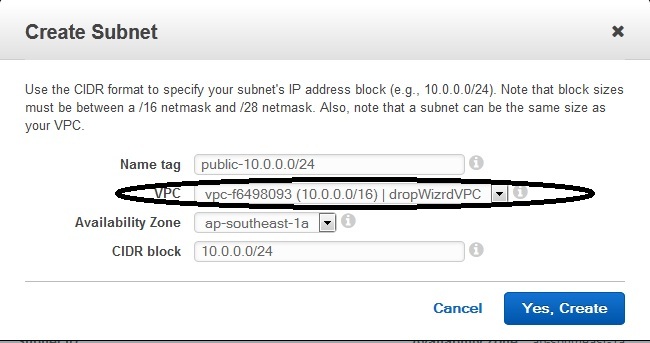 Create Subnet
Use the CIDR format to specify your subnet's IP address block (e.g., 10.0.0.0/24). Note that block sizes
must be between a /16 netmask and /28 netmask. Also, note that a subnet can be the same size as
your VPC.
Name tag public-10.0.0.0/24
VPC vpc-f6498093 (10.0.0.0/16) | dropWizrdVPC
Availability Zone ap-southeast-1a
CIDR block 10.0.0.0/24
Cancel Yes, Create